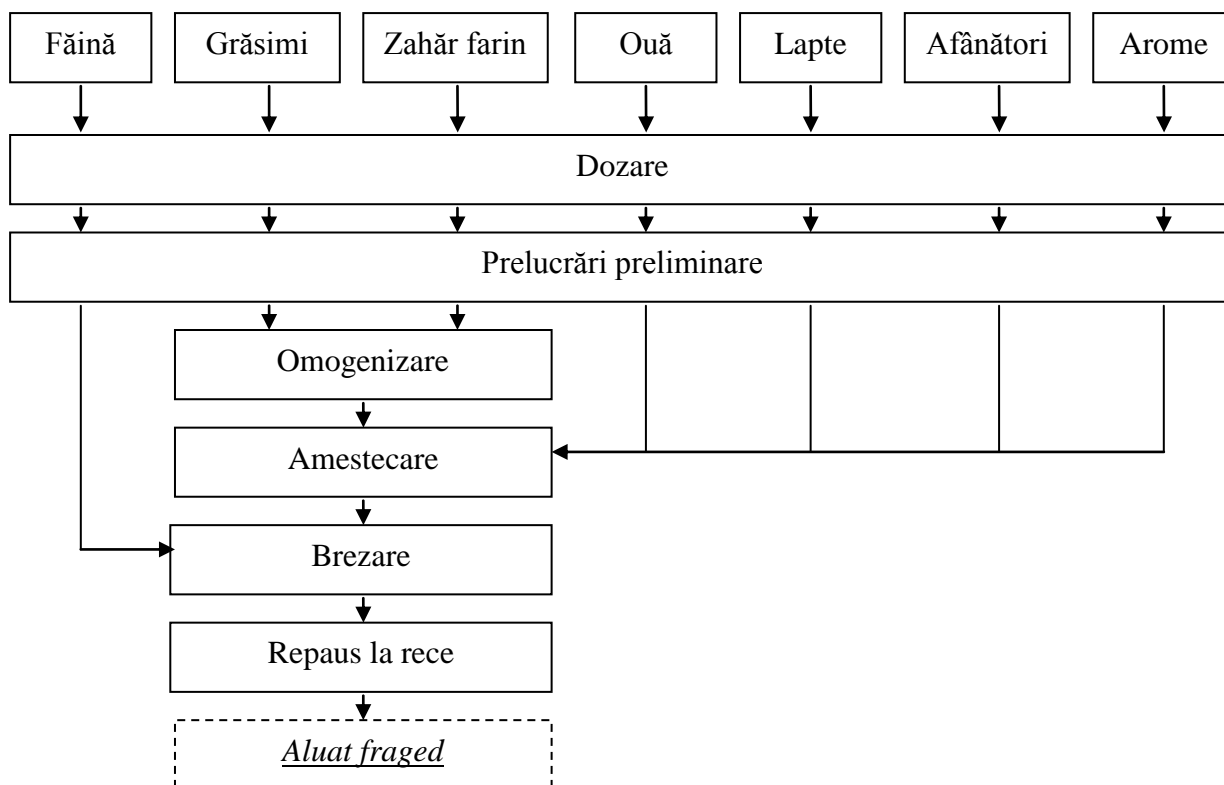 Făină
Grăsimi
Zahăr farin
Ouă
Lapte
Afânători
Arome
Dozare
Prelucrări preliminare
Omogenizare
Amestecare
Brezare
Repaus la rece
Aluat fraged